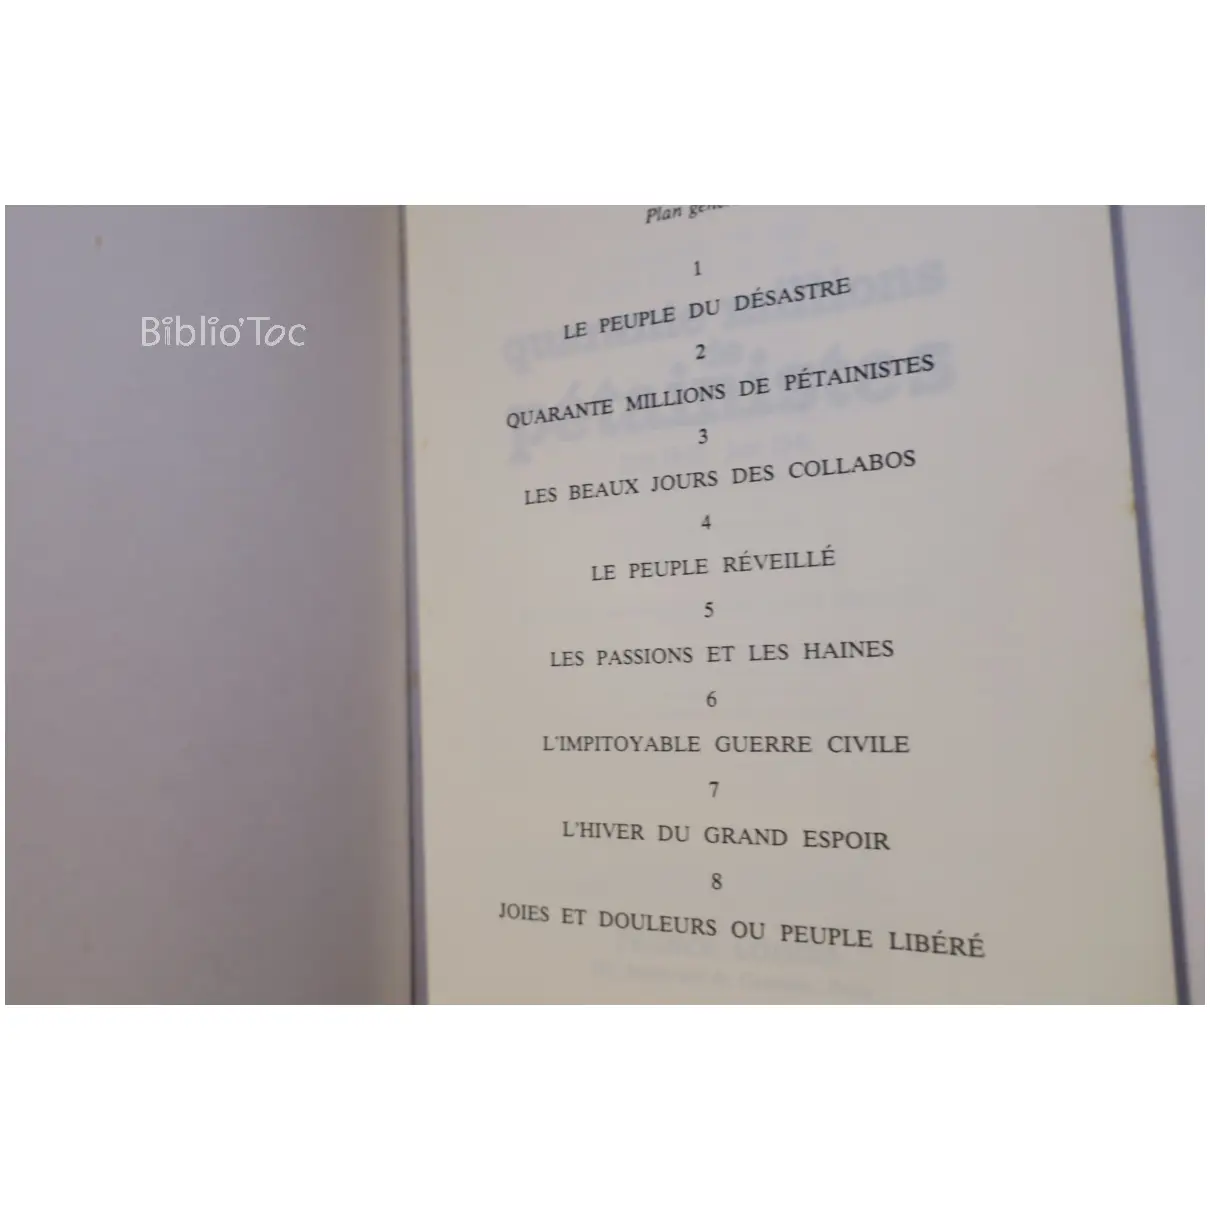 Plan
1
LE PEUPLE DU DÉSASTRE
2
QUARANTE MILLIONS DE PÉTAINISTES
3
LES BEAUX JOURS DES COLLABOS
4
LE PEUPLE RÉVEILLÉ
5
LES PASSIONS ET LES HAINES
6
L'IMPITOYABLE GUERRE CIVILE
7
L'HIVER DU GRAND ESPOIR
8
JOIES ET DOULEURS OU PEUPLE LIBÉRÉ
Biblio'Toc